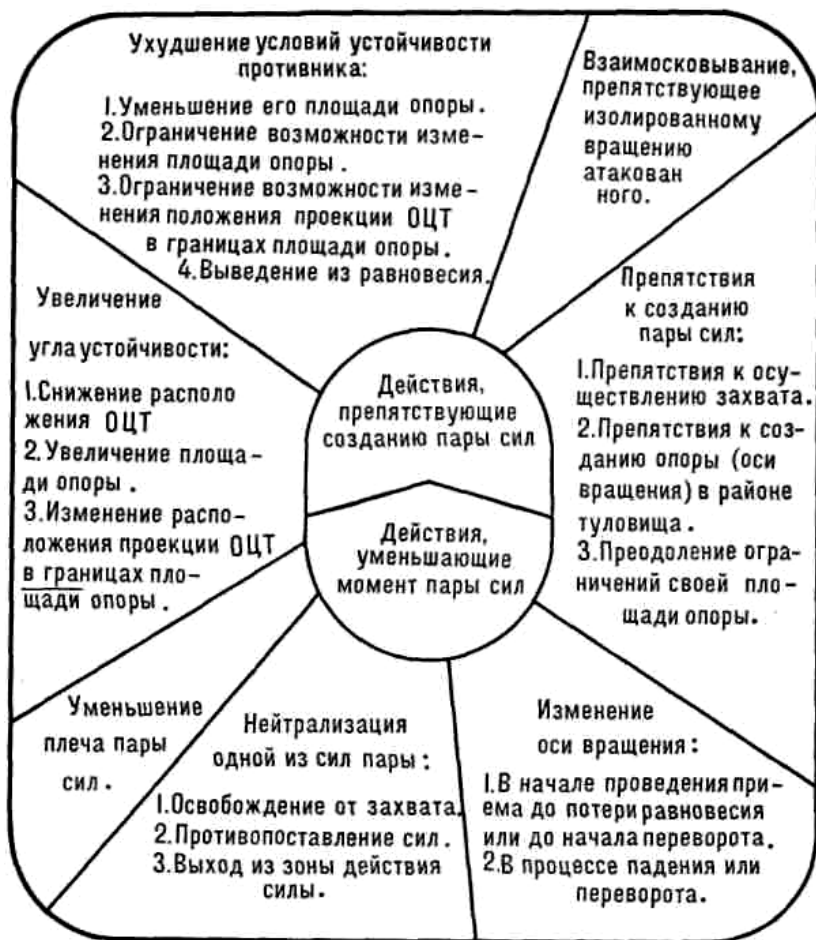 Ухудшение условий устойчивости
противника:
1.Уменьшение его площади опоры.
2.Ограничение возможности изме-
нения площади опоры.
3.Ограничение возможности изме-
нения положения проекции ОЦТ
в границах площади опоры.
4.Выведение из равновесия.
Взаимосковывание,
препятствующее
изолированному
вращению
атакован
ного.
Увеличение
угла устойчивости:
1.Снижение располо
жения ОЦТ
2.Увеличение площа-
ди опоры.
3.Изменение распо-
ложения проекции ОЦТ
в границах пло-
щади опоры.
Действия,
препятствующие
созданию пары сил
Препятствия
к созданию
пары сил:
1.Препятствия к осу-
ществлению захвата.
2.Препятствия к соз-
данию опоры (оси
вращения) в районе
туловища.
3.Преодоление огра-
ничений своей пло-
щади опоры.
Действия,
уменьшающие
момент пары сил
Уменьшение
плеча пары
сил.
Нейтрализация
одной из сил пары:
1.Освобождение от захвата.
2.Противопоставление сил.
3.Выход из зоны действия
силы.
Изменение
оси вращения:
1.В начале проведения при-
ема до потери равновесия
или до начала переворота.
2.В процессе падения или
переворота.